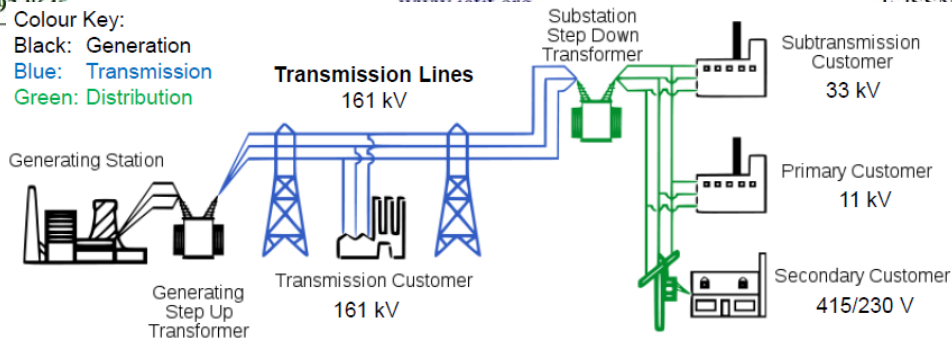 Colour Key:
Black: Generation
Blue: Transmission
Green: Distribution
Transmission Lines
161 kV
Substation
Step Down
Transformer
Subtransmission
Customer
33 kV
Generating Station
Primary Customer
11 kV
Generating
Step Up
Transformer
Transmission Customer
161 kV
Secondary Customer
415/230 V